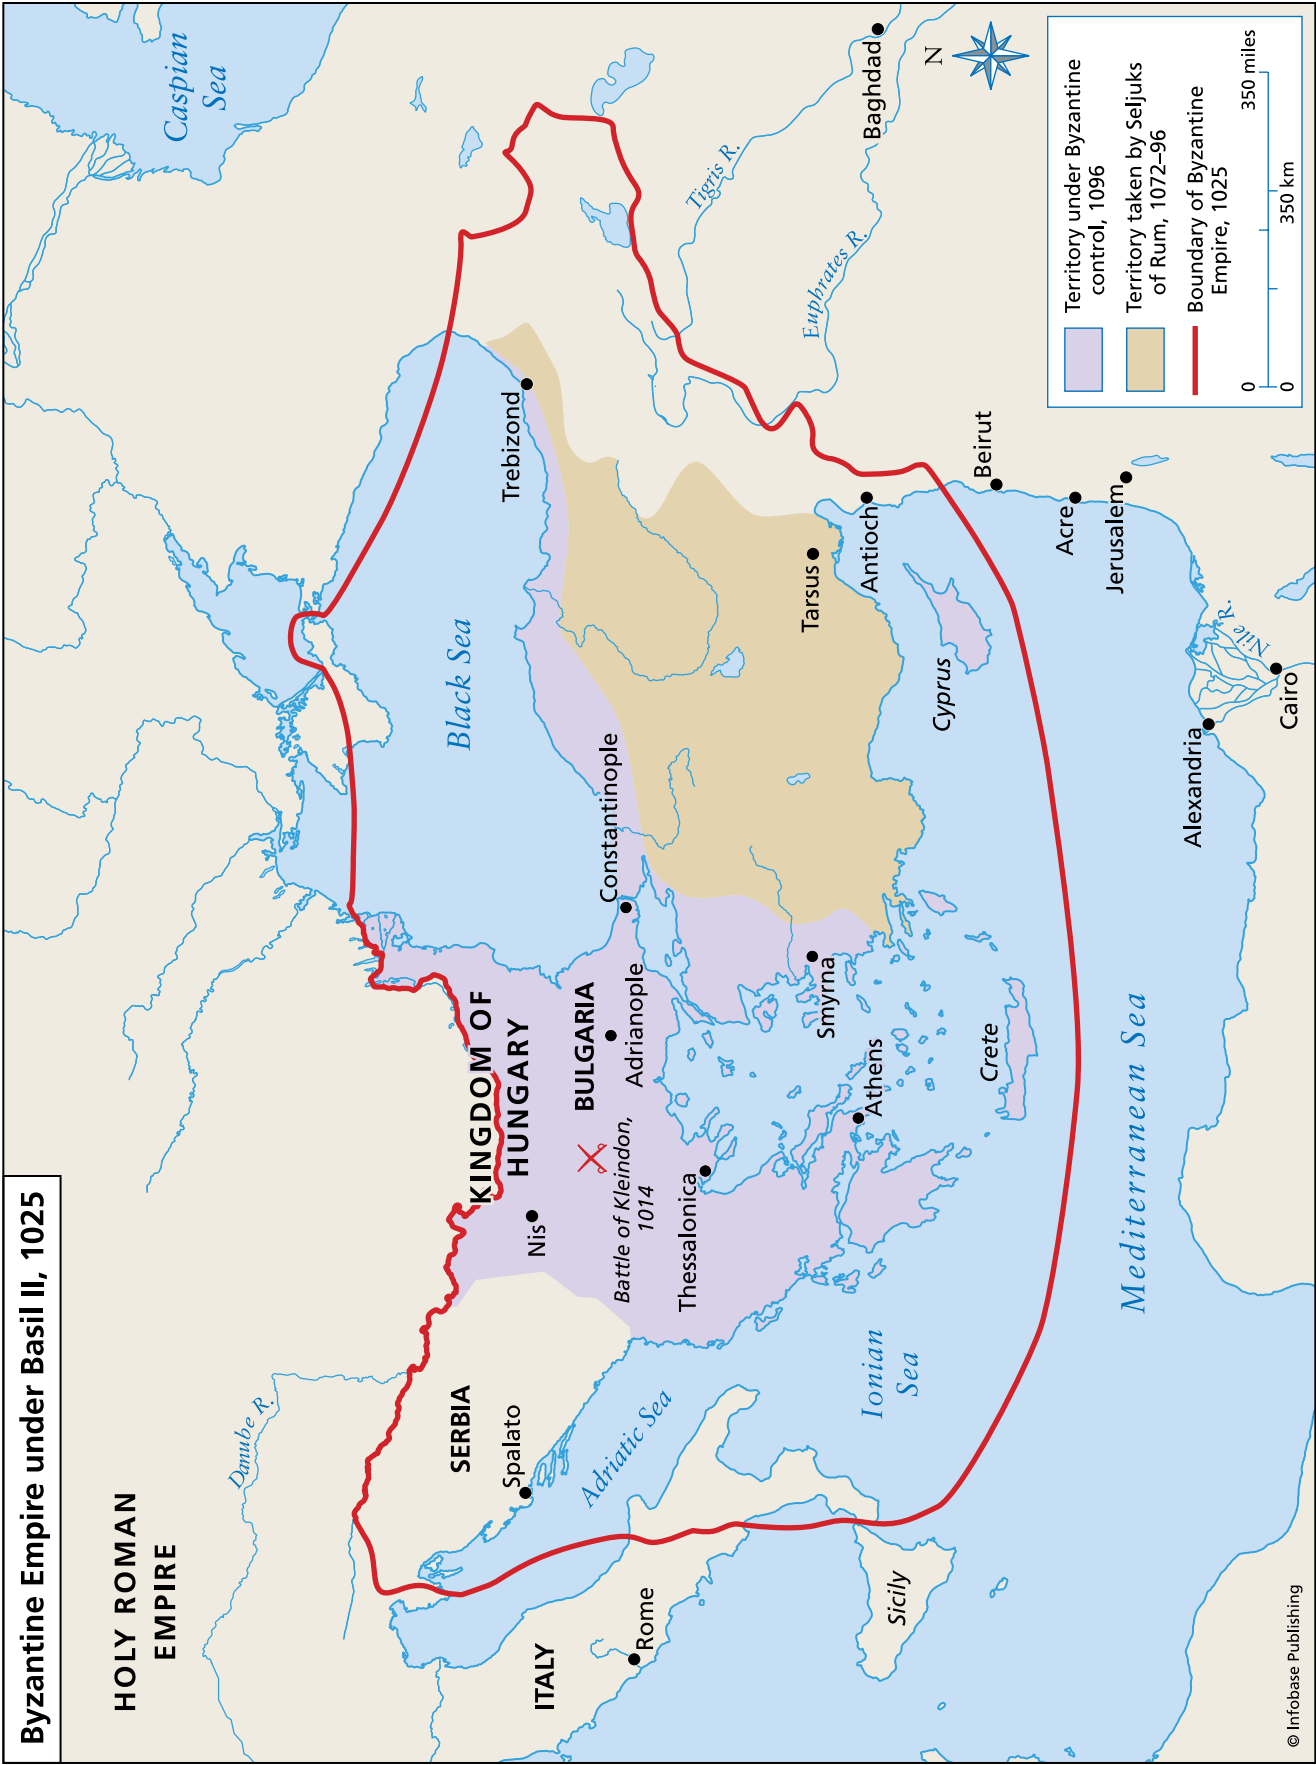 Byzantine Empire under Basil II, 1025
HOLY ROMAN
EMPIRE
Danube R.
Caspian
Sea
KINGDOM OF
HUNGARY
SERBIA
Spalato
Nis
BULGARIA
Battle of Kleindon,
1014
Adrianople
Constantinople
Black Sea
Trebizond
ITALY
Rome
Adriatic Sea
Thessalonica
Ionian
Sea
Athens
Smyrna
Tarsus
Antioch
Euphrates R.
Tigris R.
Baghdad
Sicily
Crete
Cyprus
Beirut
Acre
Jerusalem
Mediterranean Sea
Alexandria
Nile R.
Cairo
N
Territory under Byzantine
control, 1096
Territory taken by Seljuks
of Rum, 1072–96
Boundary of Byzantine
Empire, 1025
0 350 miles
0 350 km
© Infobase Publishing